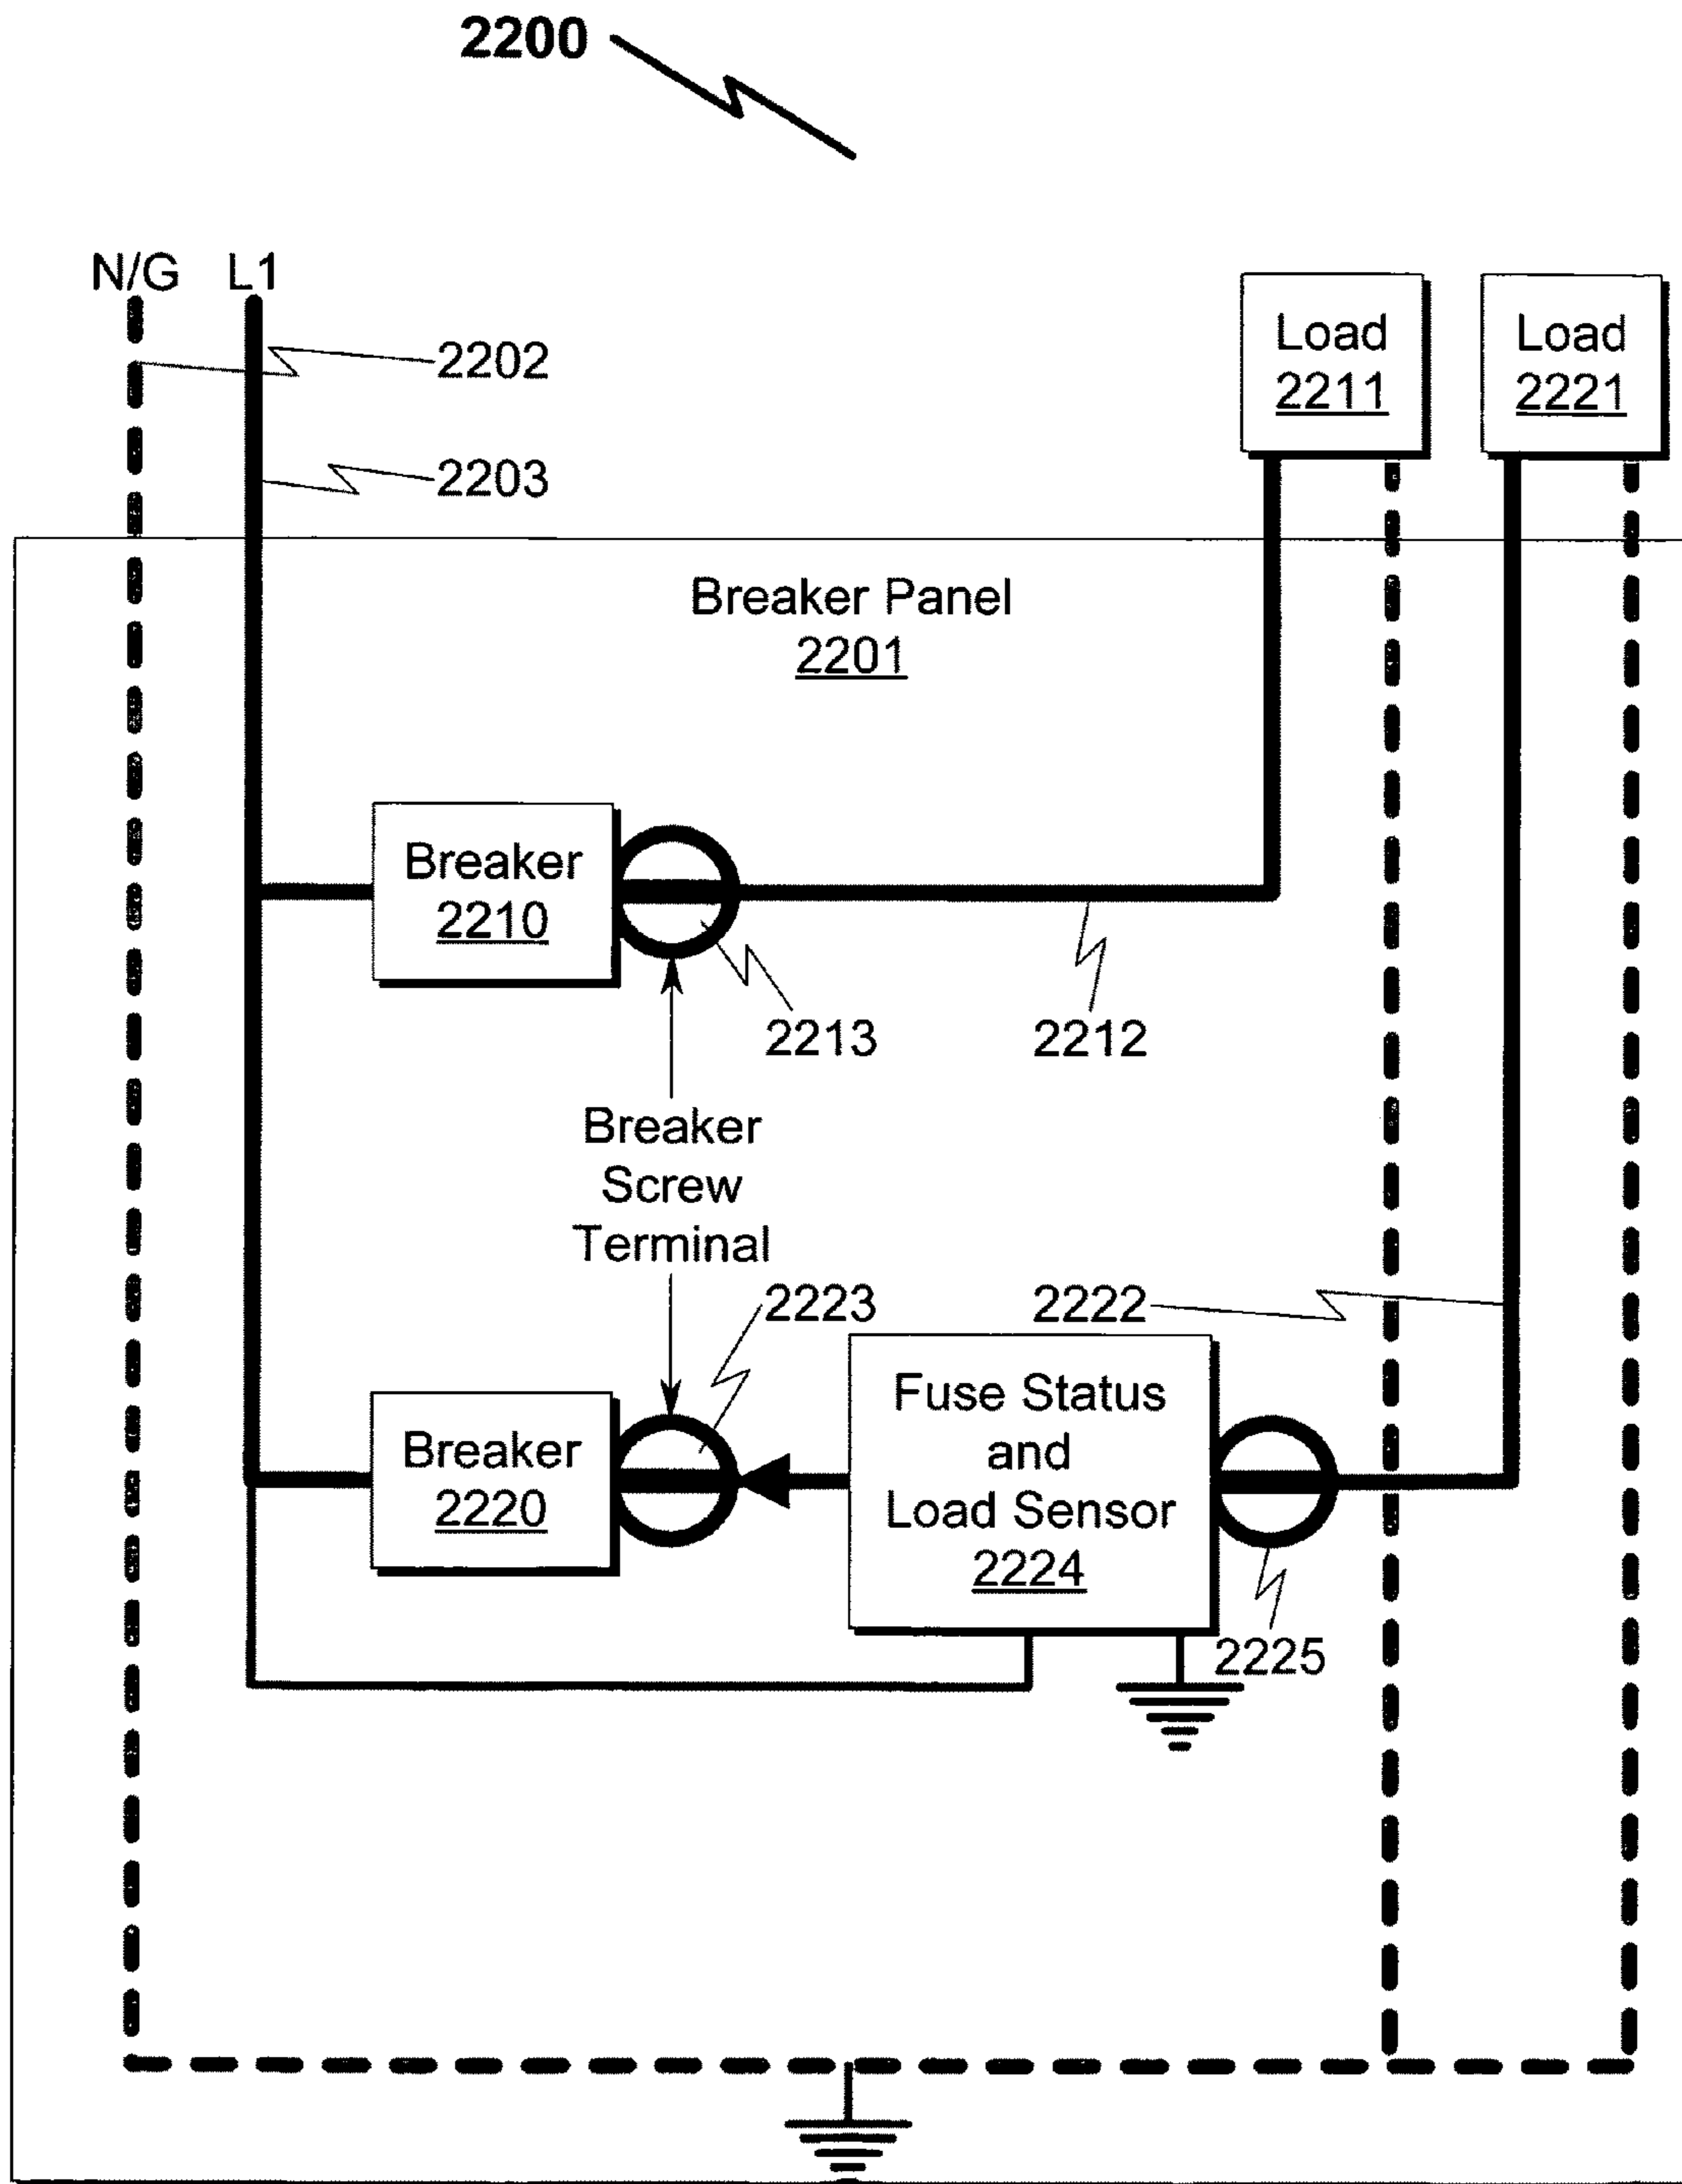 2200
N/G L1
2202
2203
Load
2211
Load
2221
Breaker Panel
2201
Breaker
2210
2213
2212
Breaker
Screw
Terminal
2223
2222
Breaker
2220
Fuse Status
and
Load Sensor
2224
2225